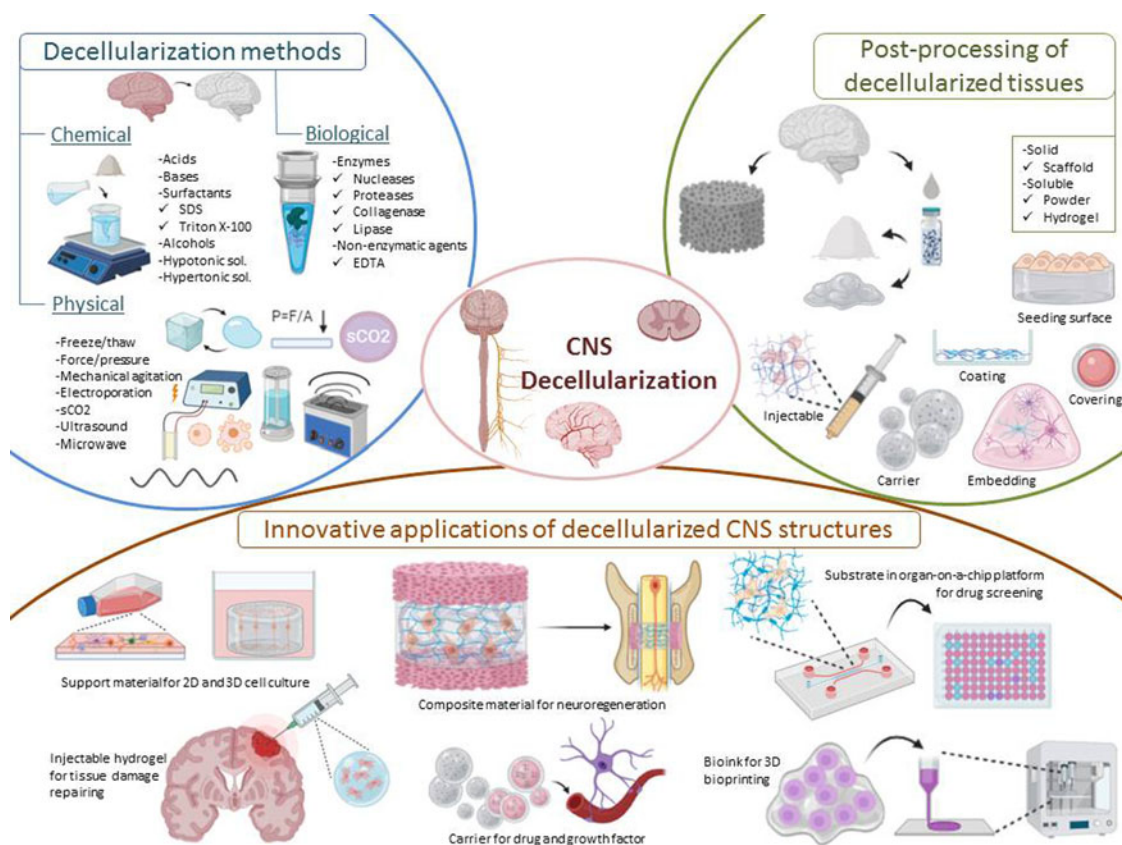 Decellularization methods
Chemical
-Acids
-Bases
-Surfactants
✓ SDS
✓ Triton X-100
-Alcohols
-Hypotonic sol.
-Hypertonic sol.
Biological
-Enzymes
✓ Nucleases
✓ Proteases
✓ Collagenase
✓ Lipase
-Non-enzymatic agents
✓ EDTA
Physical
-Freeze/thaw
-Force/pressure
-Mechanical agitation
-Electroporation
-sCO2
-Ultrasound
-Microwave
P=F/A
sCO2
CNS
Decellularization
Post-processing of
decellularized tissues
-Solid
✓ Scaffold
-Soluble
✓ Powder
✓ Hydrogel
Seeding surface
Coating
Covering
Injectable
Carrier
Embedding
Innovative applications of decellularized CNS structures
Support material for 2D and 3D cell culture
Composite material for neuroregeneration
Substrate in organ-on-a-chip platform
for drug screening
Injectable hydrogel
for tissue damage
repairing
Carrier for drug and growth factor
Bioink for 3D
bioprinting